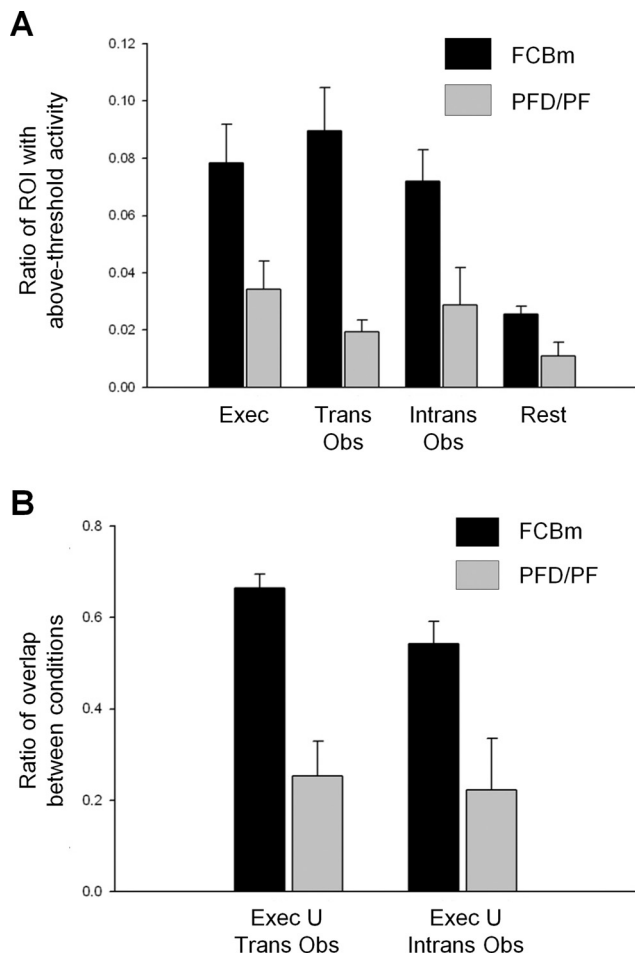 A
Ratio of ROI with
above-threshold activity
0.12
0.10
0.08
0.06
0.04
0.02
0.00
FCBm
PFD/PF
Exec
Trans
Obs
Intrans
Obs
Rest
B
Ratio of overlap
between conditions
0.8
0.6
0.4
0.2
0.0
FCBm
PFD/PF
Exec U
Trans Obs
Exec U
Intrans Obs